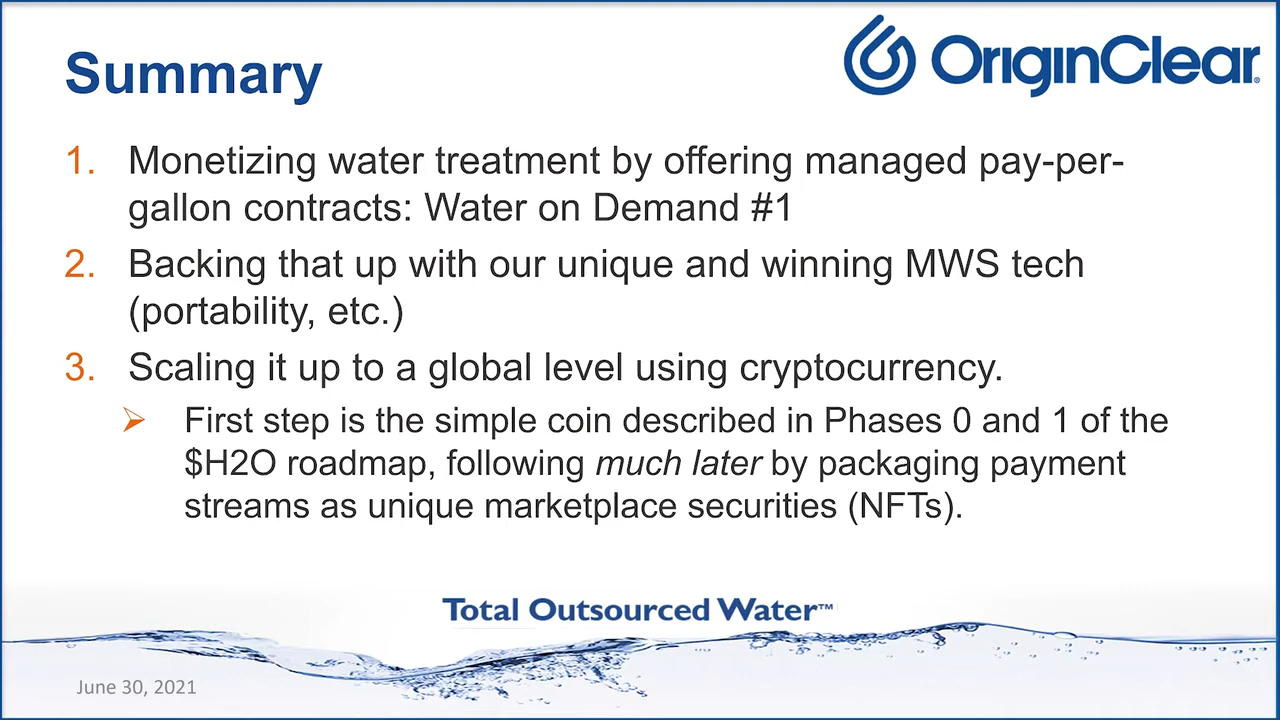 Summary
OriginClear®
1. Monetizing water treatment by offering managed pay-per-
gallon contracts: Water on Demand #1
2. Backing that up with our unique and winning MWS tech
(portability, etc.)
3. Scaling it up to a global level using cryptocurrency.
First step is the simple coin described in Phases 0 and 1 of the
$H2O roadmap, following much later by packaging payment
streams as unique marketplace securities (NFTs).
Total Outsourced Water™
June 30, 2021